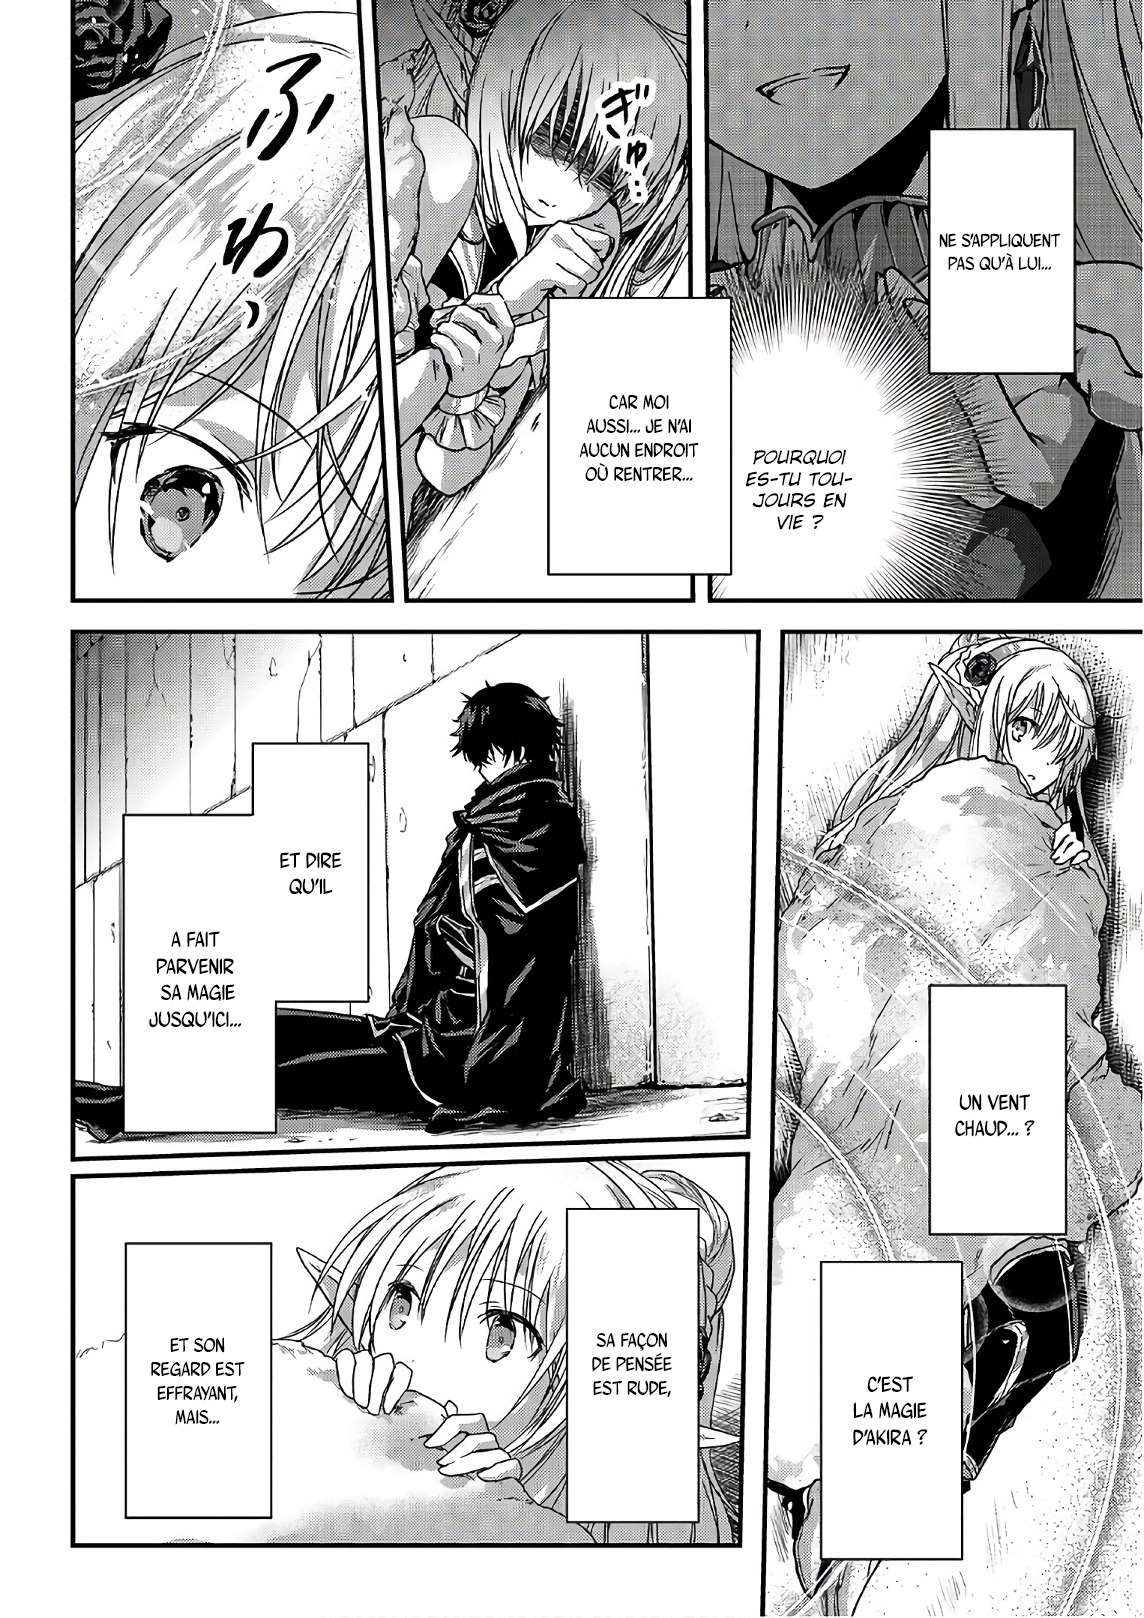 NE S'APPLIQUENT
PAS QU'À LUI...
POURQUOI
ES-TU TOU-
JOURS EN
VIE ?
CAR MOI
AUSSI... JE N'AI
AUCUN ENDROIT
OÙ RENTRER...
ぎゅ…
ふわ、
UN VENT
CHAUD... ?
C'EST
LA MAGIE
D'AKIRA ?
ET DIRE
QU'IL
A FAIT
PARVENIR
SA MAGIE
JUSQU'ICI...
SA FAÇON
DE PENSÉE
EST RUDE,
ET SON
REGARD EST
EFFRAYANT,
MAIS...